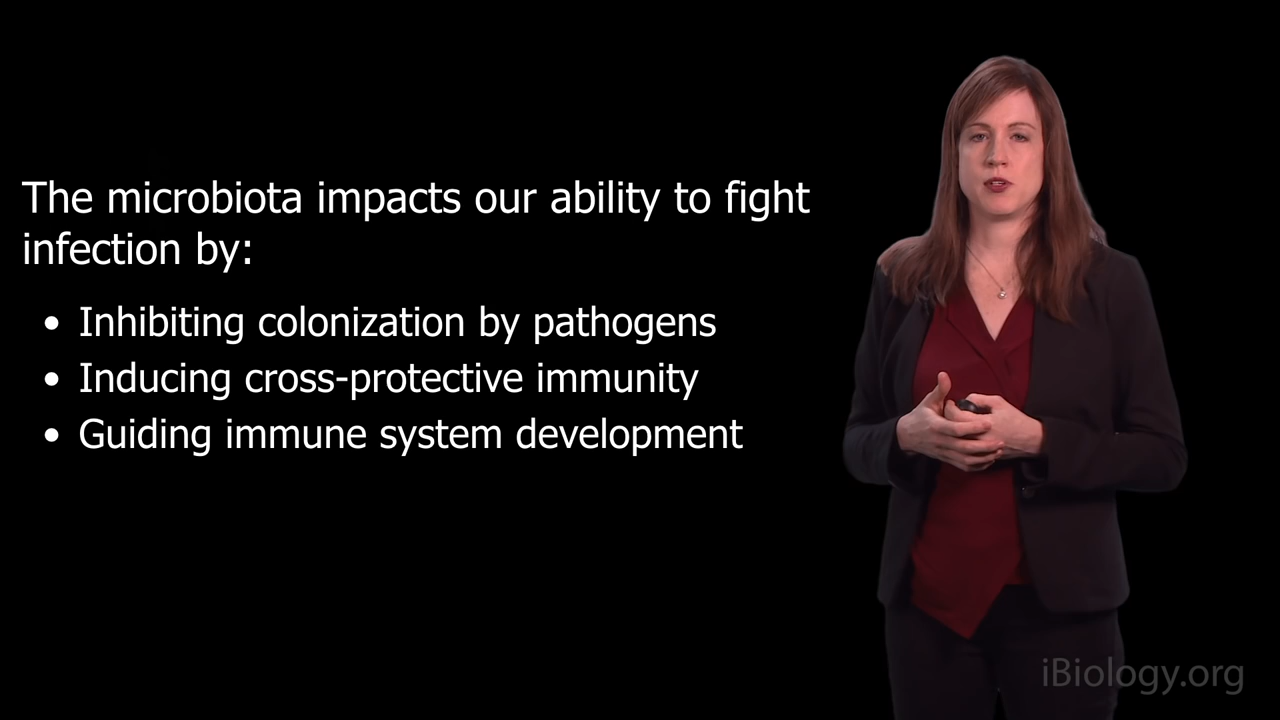 The microbiota impacts our ability to fight
infection by:
• Inhibiting colonization by pathogens
• Inducing cross-protective immunity
• Guiding immune system development
iBiology.org